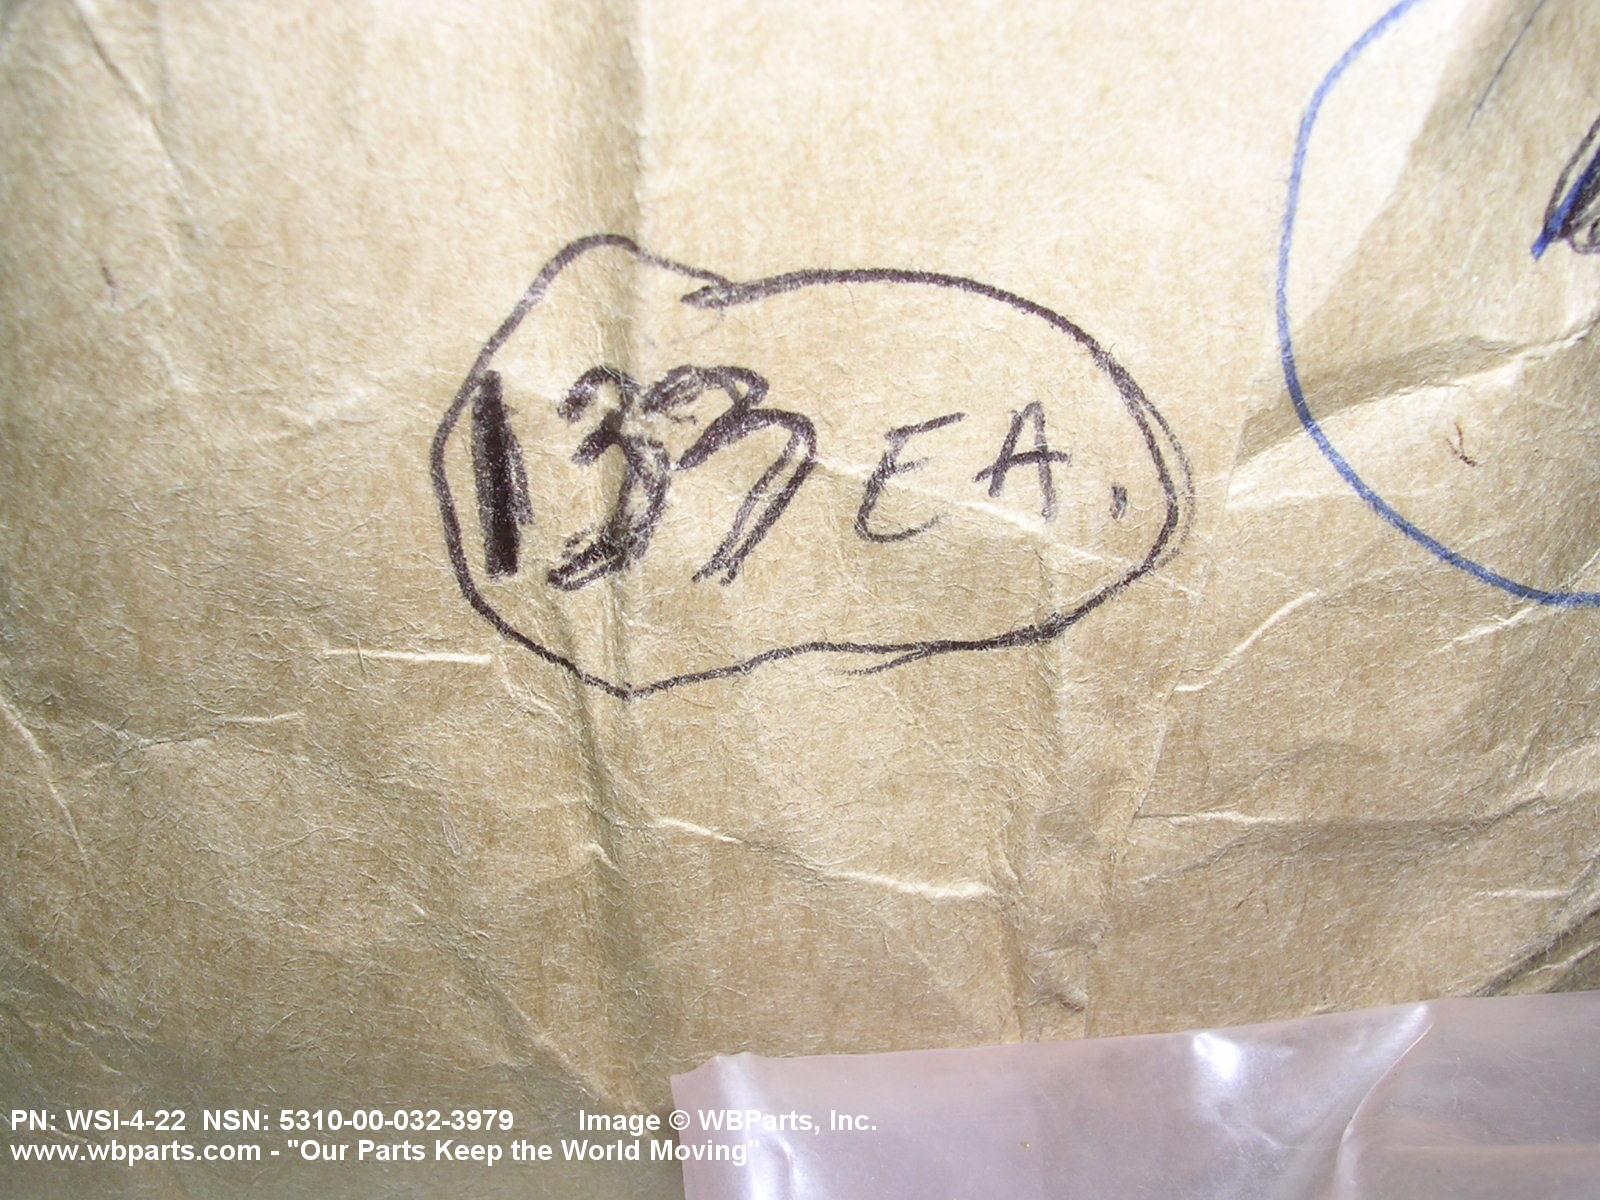 133 EA.
PN: WSI-4-22 NSN: 5310-00-032-3979 Image © WBParts, Inc.
www.wbparts.com - "Our Parts Keep the World Moving"